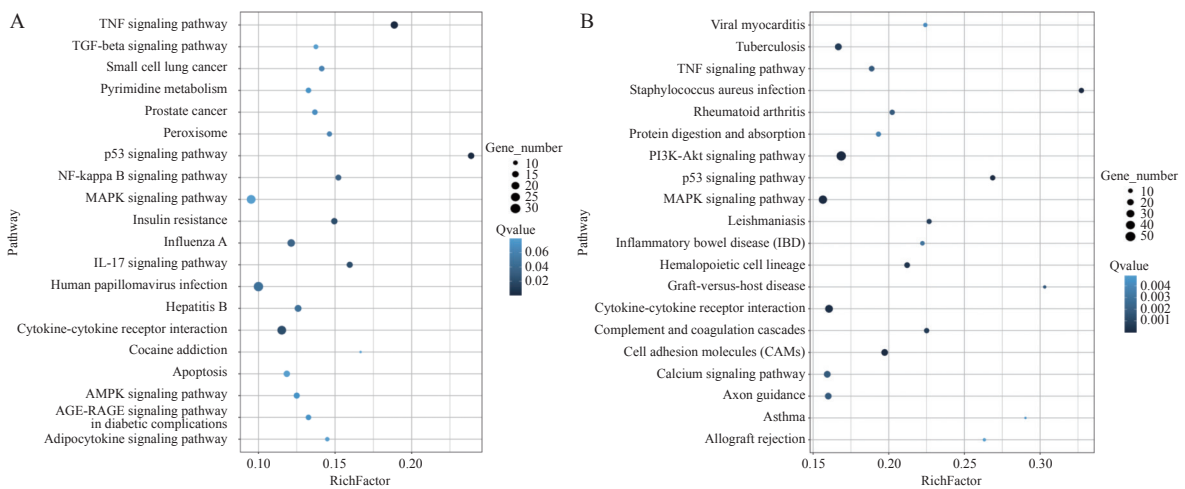 A
TNF signaling pathway
TGF-beta signaling pathway
Small cell lung cancer
Pyrimidine metabolism
Prostate cancer
Peroxisome
p53 signaling pathway
NF-kappa B signaling pathway
MAPK signaling pathway
Insulin resistance
Influenza A
IL-17 signaling pathway
Human papillomavirus infection
Hepatitis B
Cytokine-cytokine receptor interaction
Cocaine addiction
Apoptosis
AMPK signaling pathway
AGE-RAGE signaling pathway
in diabetic complications
Adipocytokine signaling pathway
Pathway
0.10 0.15 0.20
RichFactor
Gene_number
10
15
20
25
30
Qvalue
0.06
0.04
0.02
B
Viral myocarditis
Tuberculosis
TNF signaling pathway
Staphylococcus aureus infection
Rheumatoid arthritis
Protein digestion and absorption
PI3K-Akt signaling pathway
p53 signaling pathway
MAPK signaling pathway
Leishmaniasis
Inflammatory bowel disease (IBD)
Hemalopoietic cell lineage
Graft-versus-host disease
Cytokine-cytokine receptor interaction
Complement and coagulation cascades
Cell adhesion molecules (CAMs)
Calcium signaling pathway
Axon guidance
Asthma
Allograft rejection
Pathway
0.15 0.20 0.25 0.30
RichFactor
Gene_number
10
20
30
40
50
Qvalue
0.004
0.003
0.002
0.001